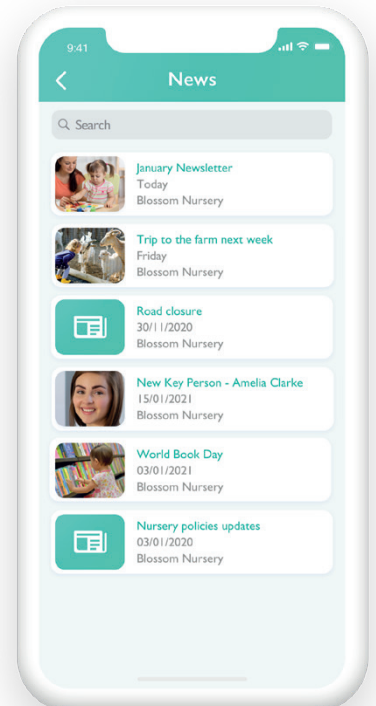 9:41
News
Search
January Newsletter
Today
Blossom Nursery
Trip to the farm next week
Friday
Blossom Nursery
Road closure
30/11/2020
Blossom Nursery
New Key Person - Amelia Clarke
15/01/2021
Blossom Nursery
World Book Day
03/01/2021
Blossom Nursery
Nursery policies updates
03/01/2020
Blossom Nursery